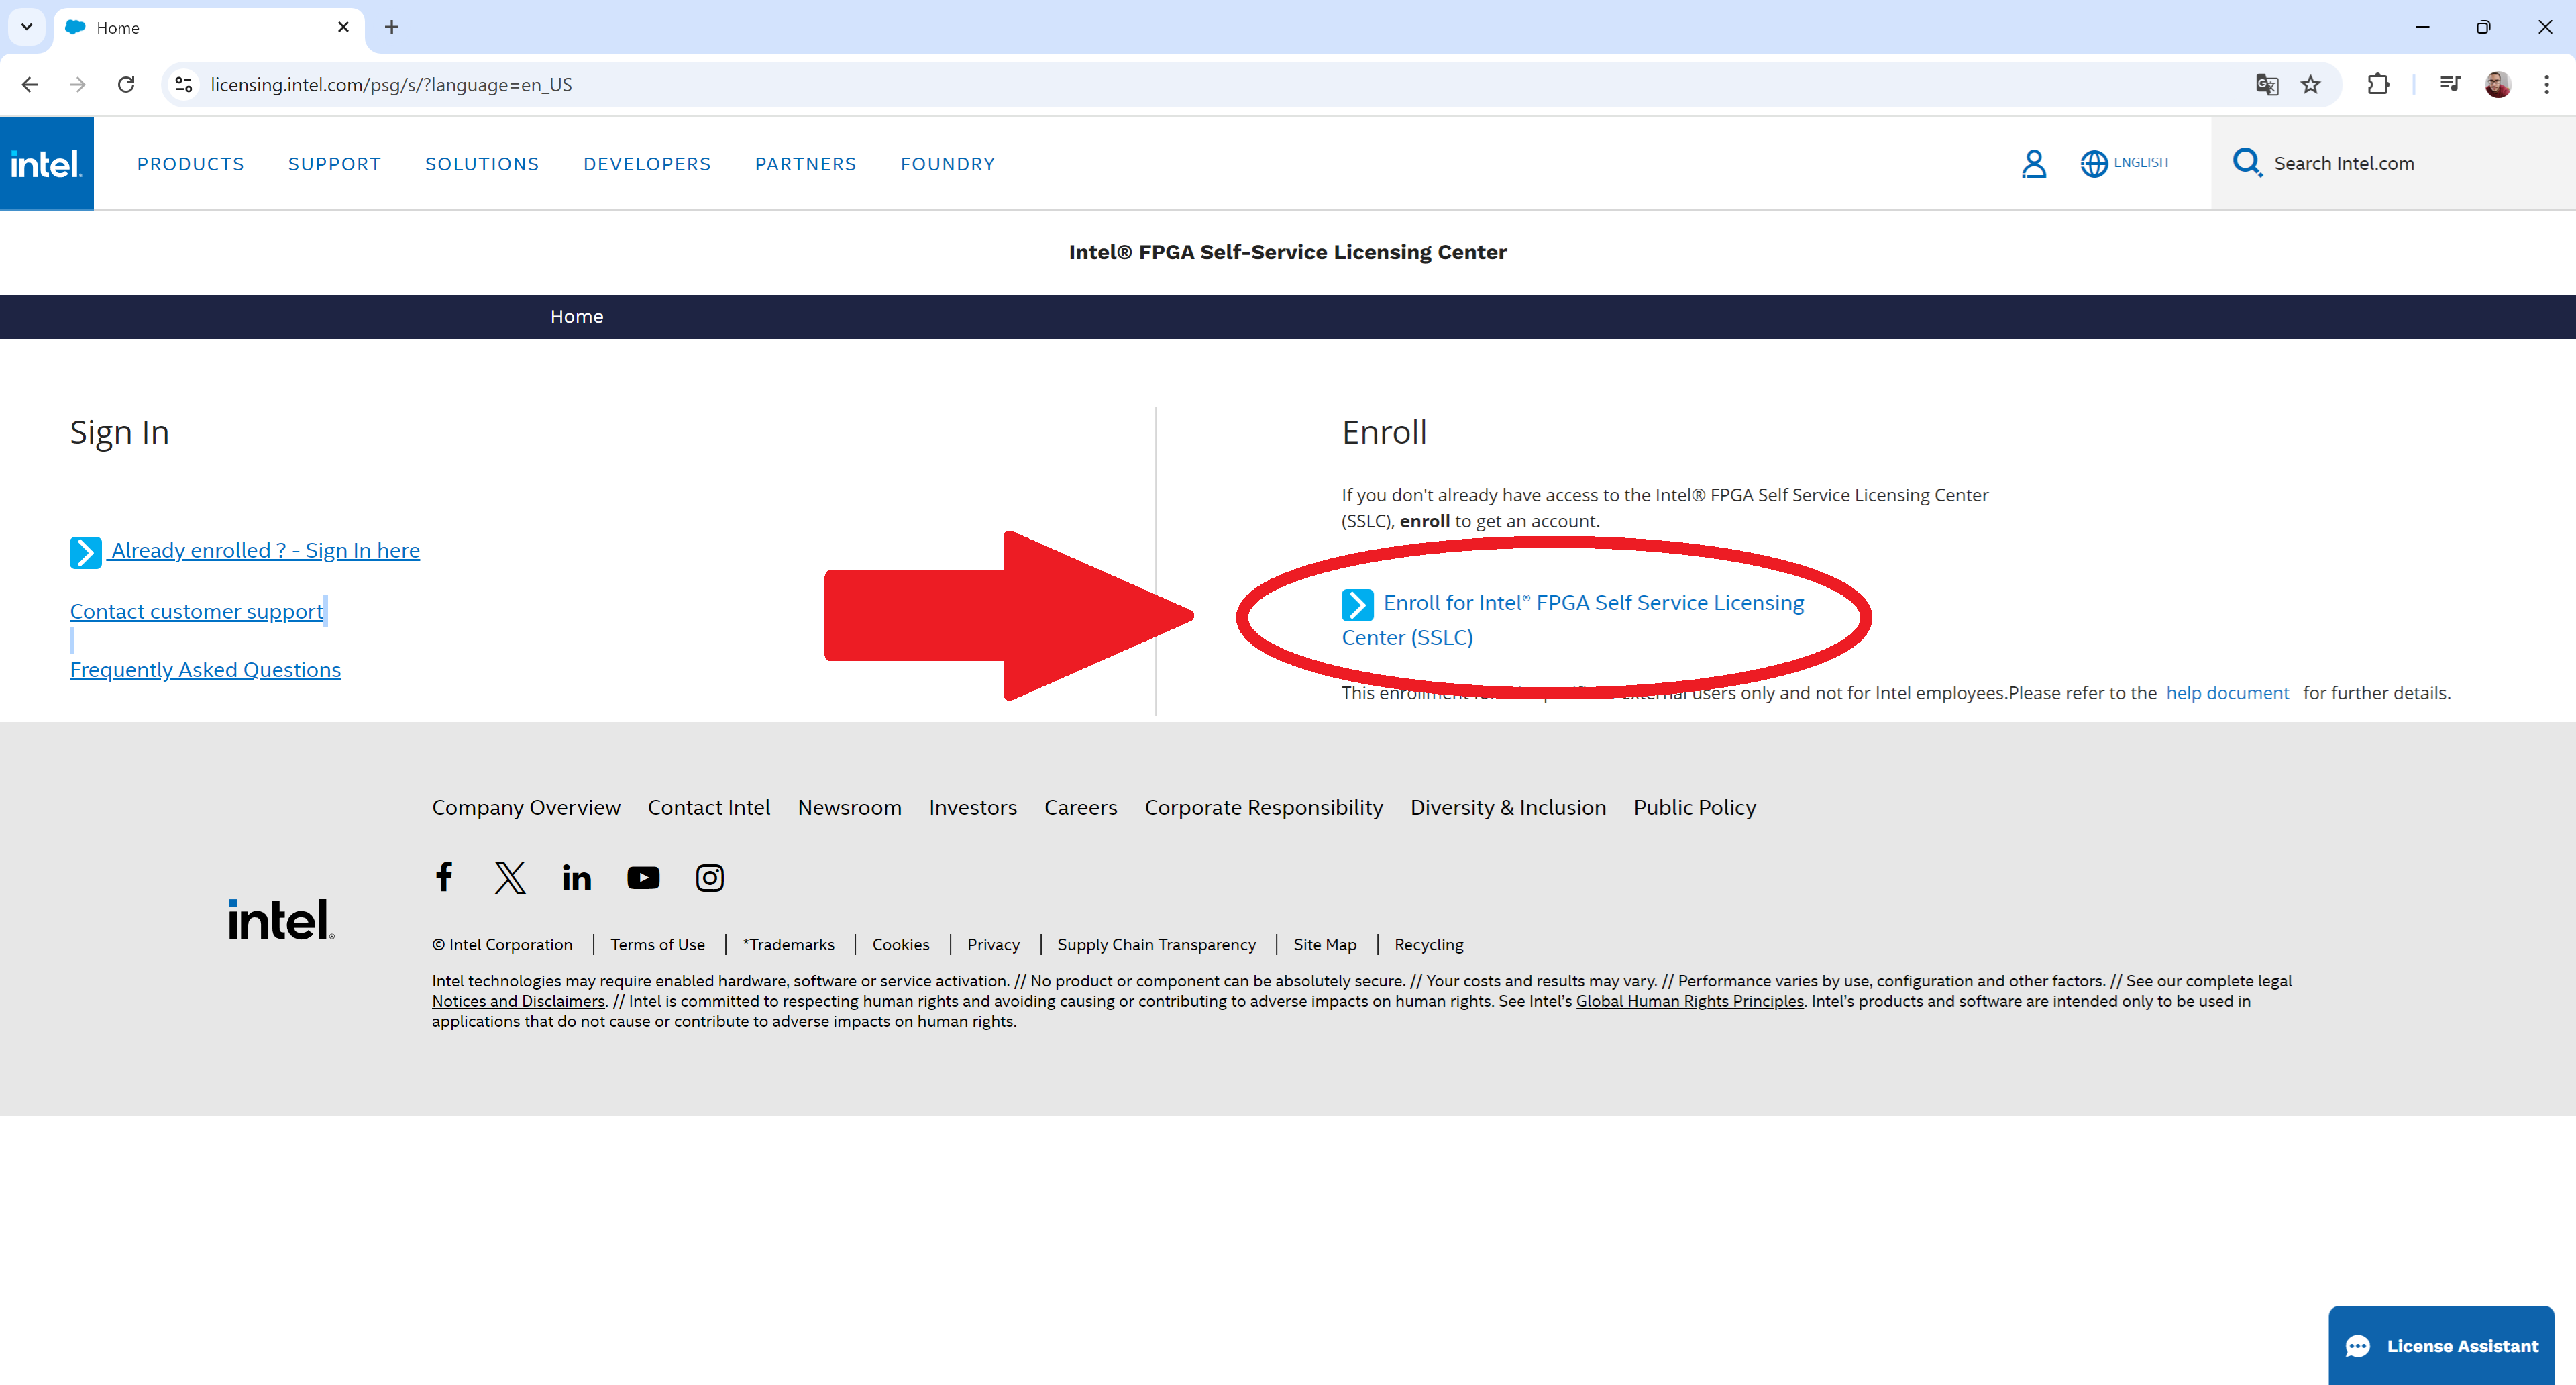 Home
licensing.intel.com/psg/s/?language=en_US
intel.
PRODUCTS SUPPORT SOLUTIONS DEVELOPERS PARTNERS FOUNDRY
ENGLISH
Search Intel.com
Intel® FPGA Self-Service Licensing Center
Home
Sign In
Already enrolled ? - Sign In here
Contact customer support
Frequently Asked Questions
Enroll
If you don't already have access to the Intel® FPGA Self Service Licensing Center
(SSLC), enroll to get an account.
Enroll for Intel® FPGA Self Service Licensing
Center (SSLC)
This users only and not for Intel employees.Please refer to the help document for further details.
Company Overview Contact Intel Newsroom Investors Careers Corporate Responsibility Diversity & Inclusion Public Policy
intel®
© Intel Corporation | Terms of Use | *Trademarks | Cookies | Privacy | Supply Chain Transparency | Site Map | Recycling
Intel technologies may require enabled hardware, software or service activation. // No product or component can be absolutely secure. // Your costs and results may vary. // Performance varies by use, configuration and other factors. // See our complete legal
Notices and Disclaimers. // Intel is committed to respecting human rights and avoiding causing or contributing to adverse impacts on human rights. See Intel’s Global Human Rights Principles. Intel’s products and software are intended only to be used in
applications that do not cause or contribute to adverse impacts on human rights.
License Assistant